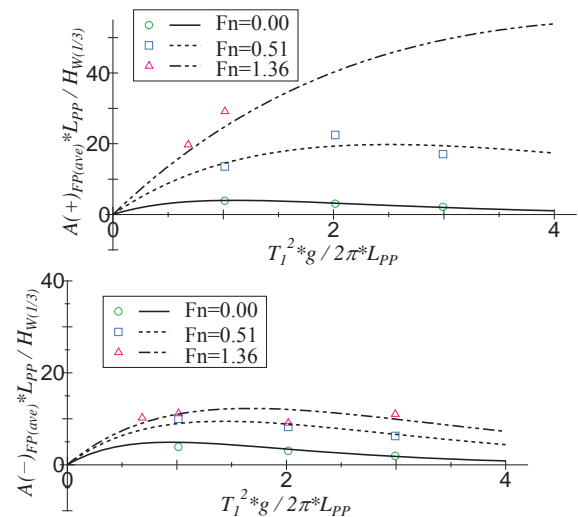 Fn=0.00
Fn=0.51
Fn=1.36
40
20
0
A(+)FP(ave)*LPP / HW(1/3)
0 2 4
T1²*g / 2π*LPP
40
20
0
A(−)FP(ave)*LPP / HW(1/3)
Fn=0.00
Fn=0.51
Fn=1.36
0 2 4
T1²*g / 2π*LPP